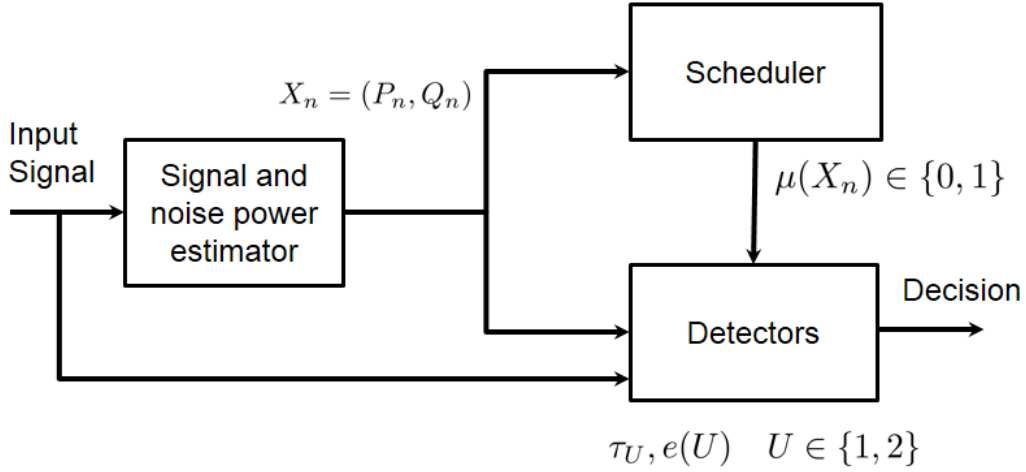 Scheduler
X_n = (P_n, Q_n)
Input
Signal
Signal and
noise power
estimator
μ(X_n) ∈ {0, 1}
Decision
Detectors
τ_U, e(U) U ∈ {1, 2}